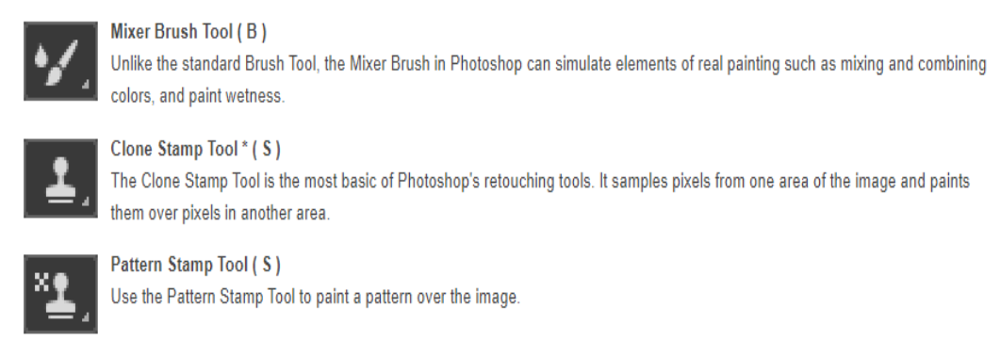 Mixer Brush Tool ( B )
Unlike the standard Brush Tool, the Mixer Brush in Photoshop can simulate elements of real painting such as mixing and combining
colors, and paint wetness.
Clone Stamp Tool * ( S )
The Clone Stamp Tool is the most basic of Photoshop's retouching tools. It samples pixels from one area of the image and paints
them over pixels in another area.
Pattern Stamp Tool ( S )
Use the Pattern Stamp Tool to paint a pattern over the image.